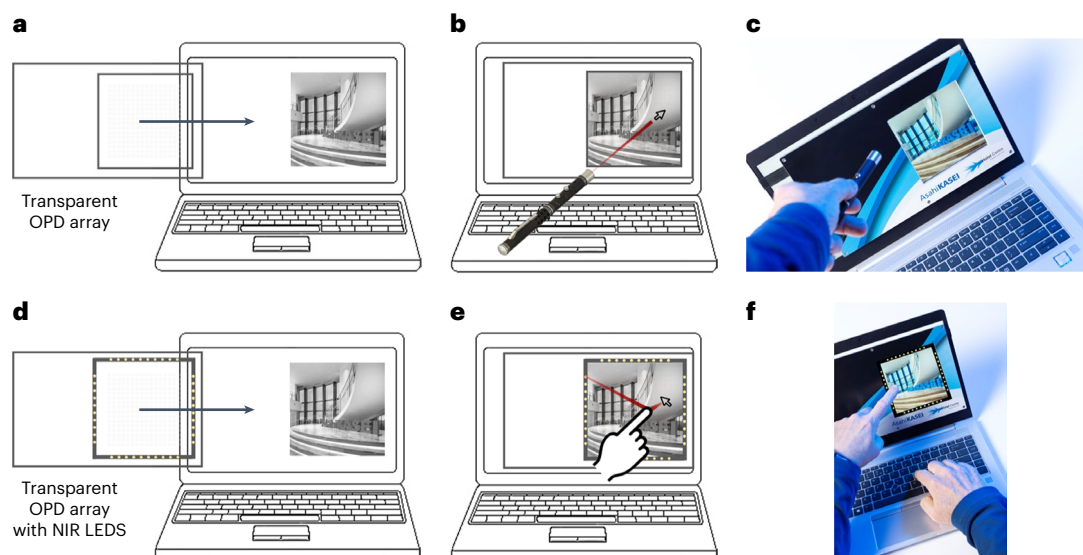 a
b
c
Transparent
OPD array
AsahiKASEI
d
e
f
Transparent
OPD array
with NIR LEDS
AsahiKASEI